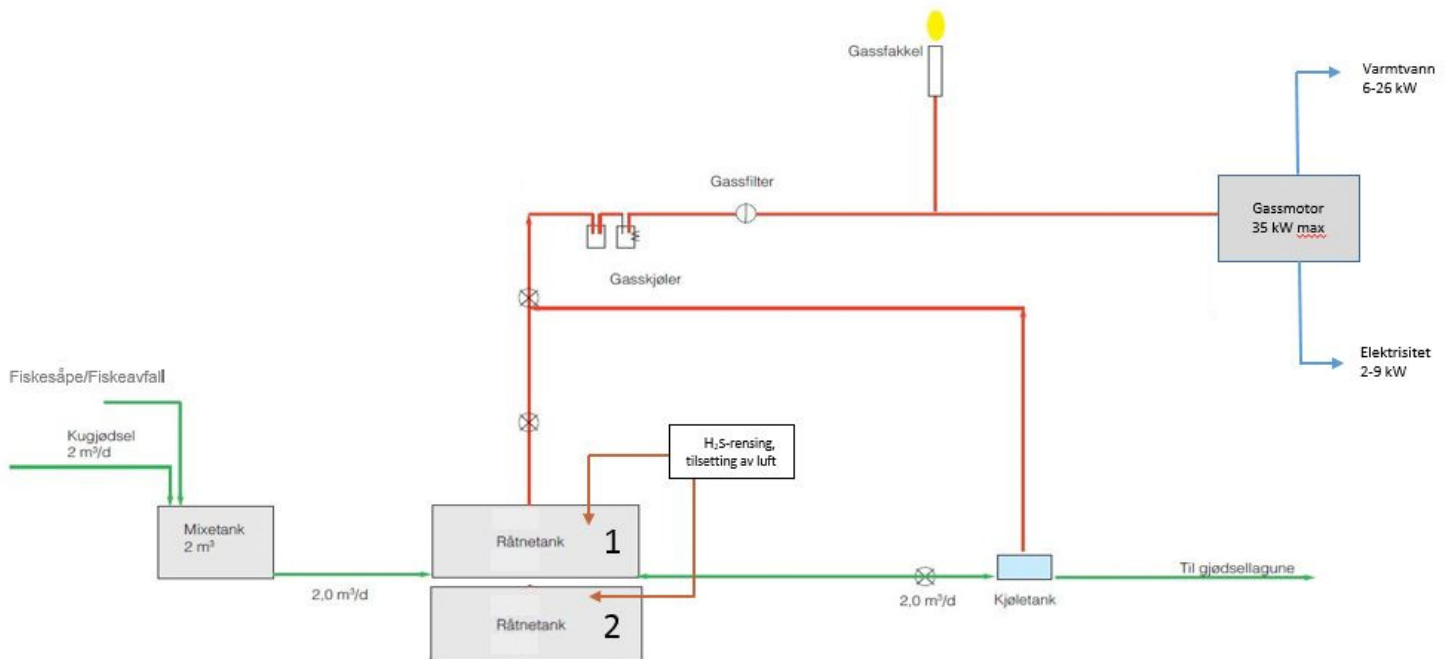 Gassfakkel
Varmtvann
6-26 kW
Gassfilter
Gassmotor
35 kW max
Gasskjøler
Elektrisitet
2-9 kW
Fiskesåpe/Fiskeavfall
Kugjødsel
2 m³/d
H₂S-rensing,
tilsetting av luft
Mixetank
2 m³
Råtnetank 1
2,0 m³/d
Råtnetank 2
2,0 m³/d
Kjøletank
Til gjødsellagune